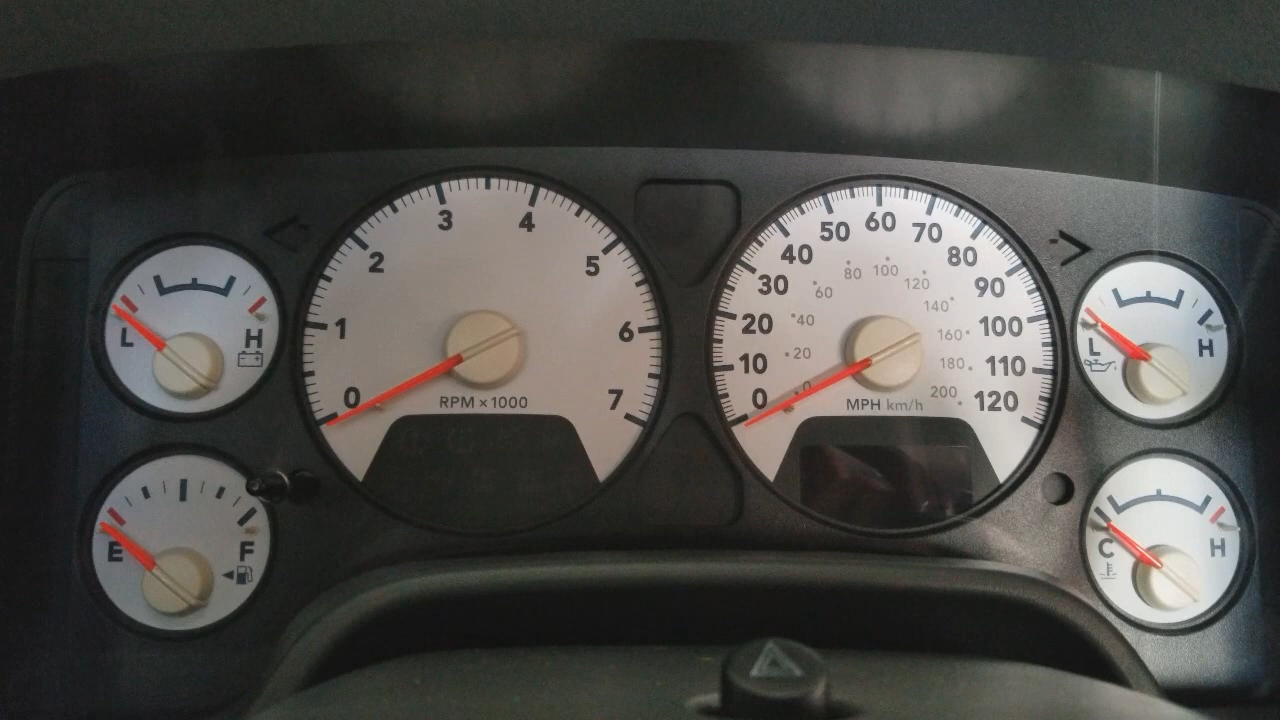 L H
E F
0 1 2 3 4 5 6 7
RPM x 1000
0 10 20 30 40 50 60 70 80 90 100 110 120
0 20 40 60 80 100 120 140 160 180 200
MPH km/h
L H
C H